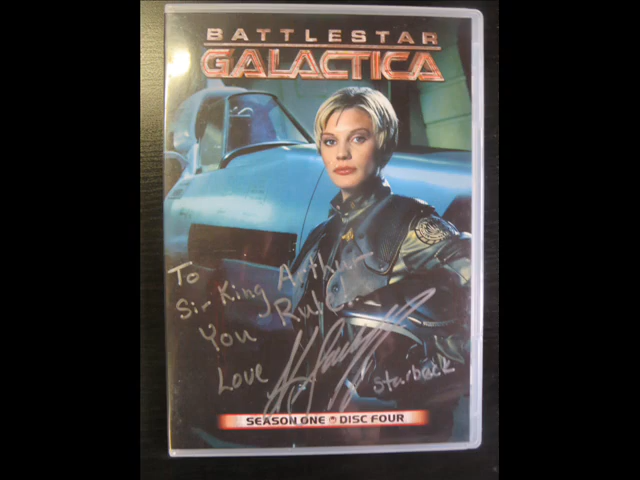 BATTLESTAR
GALACTICA
To
Sir King Arthur-
You Rule!
Love
Starbuck
SEASON ONE DISC FOUR